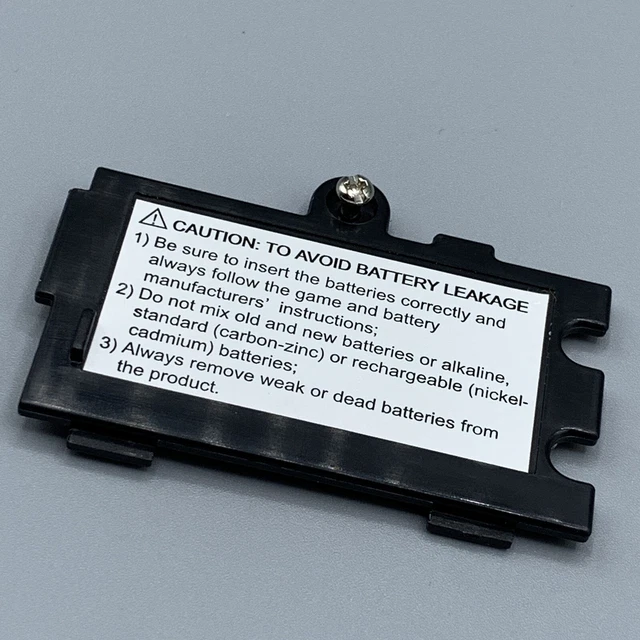 CAUTION: TO AVOID BATTERY LEAKAGE
1) Be sure to insert the batteries correctly and
always follow the game and battery
manufacturers' instructions;
2) Do not mix old and new batteries or alkaline,
standard (carbon-zinc) or rechargeable (nickel-
cadmium) batteries;
3) Always remove weak or dead batteries from
the product.